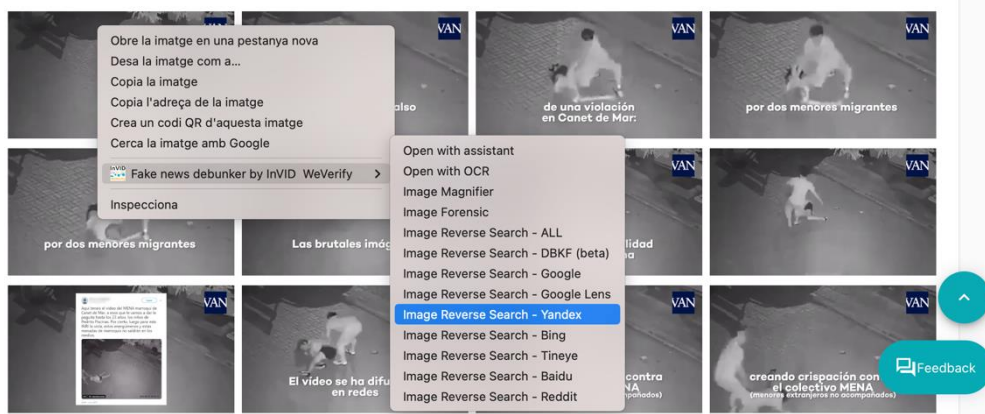 VAN
also
VAN
de una violación
en Canet de Mar:
VAN
por dos menores migrantes
Obre la imatge en una pestanya nova
Desa la imatge com a...
Copia la imatge
Copia l'adreça de la imatge
Crea un codi QR d'aquesta imatge
Cerca la imatge amb Google
InVID
Fake news debunker by InVID WeVerify
Inspecciona
Open with assistant
Open with OCR
Image Magnifier
Image Forensic
Image Reverse Search - ALL
Image Reverse Search - DBKF (beta)
Image Reverse Search - Google
Image Reverse Search - Google Lens
Image Reverse Search - Yandex
Image Reverse Search - Bing
Image Reverse Search - Tineye
Image Reverse Search - Baidu
Image Reverse Search - Reddit
por dos menores migrantes
Las brutales imág
VAN
lidad
VAN
VAN
El vídeo se ha difu
en redes
VAN
contra
VAN
creando crispación con
el colectivo MENA
(menores extranjeros no acompañados)
Feedback